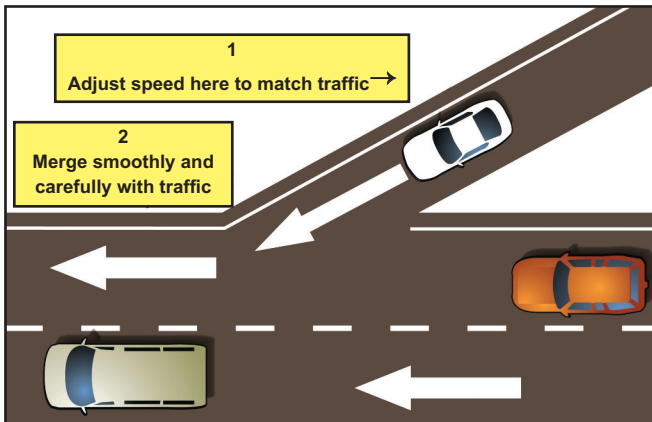 1
Adjust speed here to match traffic→
2
Merge smoothly and
carefully with traffic